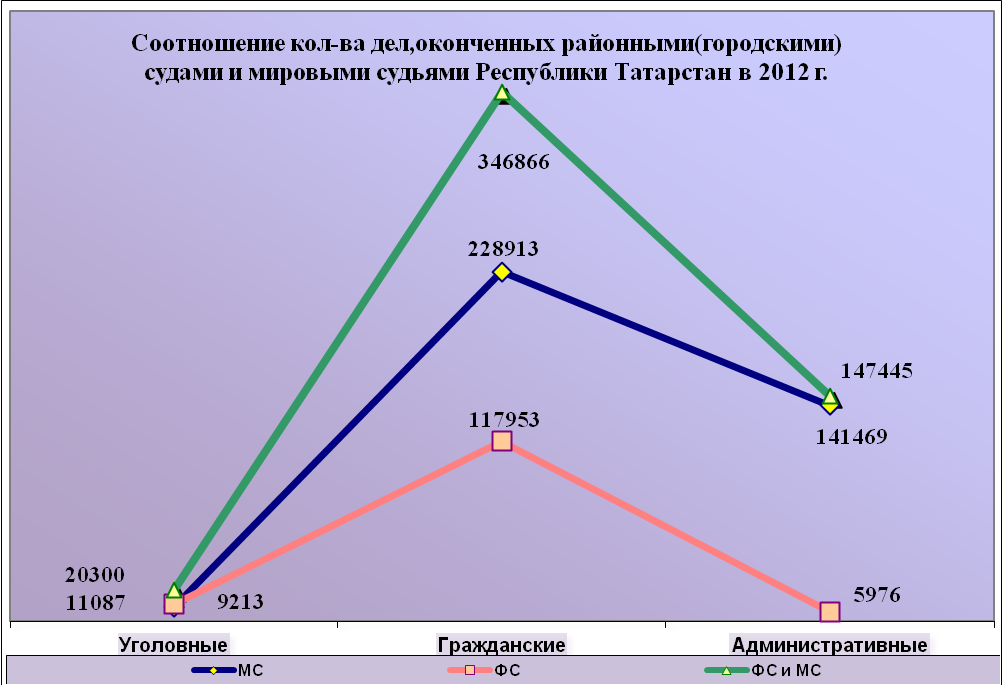 Соотношение кол-ва дел,оконченных районными(городскими)
судами и мировыми судьями Республики Татарстан в 2012 г.
346866
228913
147445
141469
117953
20300
11087
9213
5976
Уголовные Гражданские Административные
МС ФС ФС и МС